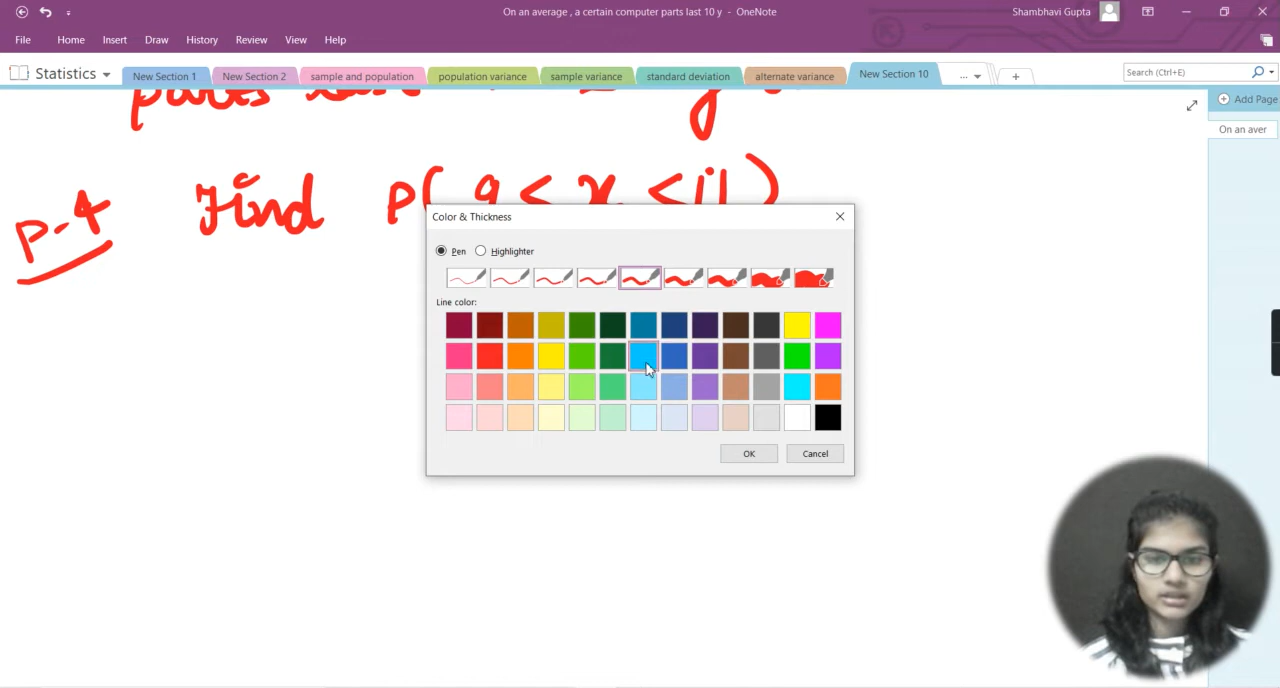 On an average , a certain computer parts last 10 y - OneNote
Shambhavi Gupta
File Home Insert Draw History Review View Help
Statistics New Section 1 New Section 2 sample and population population variance sample variance standard deviation alternate variance New Section 10 ... + Search (Ctrl+E)
Add Page
On an aver
parts last
P-4 Find P( 9 < x < 11)
Color & Thickness
Pen Highlighter
Line color:
OK Cancel